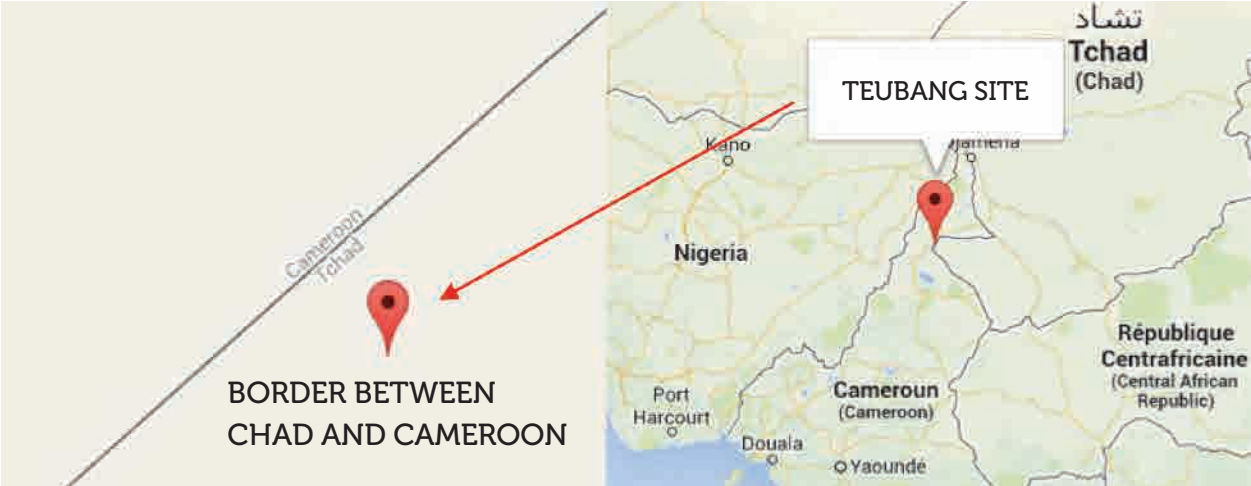 Cameroon
Tchad
BORDER BETWEEN
CHAD AND CAMEROON
تشاد
Tchad
(Chad)
TEUBANG SITE
Kano
Nigeria
Port
Harcourt
Douala
Yaoundé
Cameroun
(Cameroon)
République
Centrafricaine
(Central African
Republic)